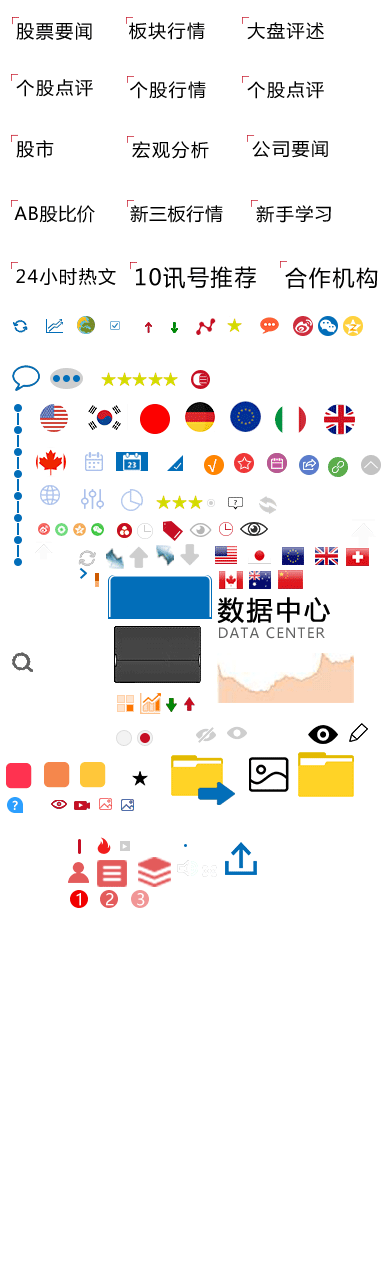 股票要闻 板块行情 大盘评述
个股点评 个股行情 个股点评
股市 宏观分析 公司要闻
AB股比价 新三板行情 新手学习
24小时热文 10讯号推荐 合作机构
23
?
数据中心
DATA CENTER
?
1 2 3